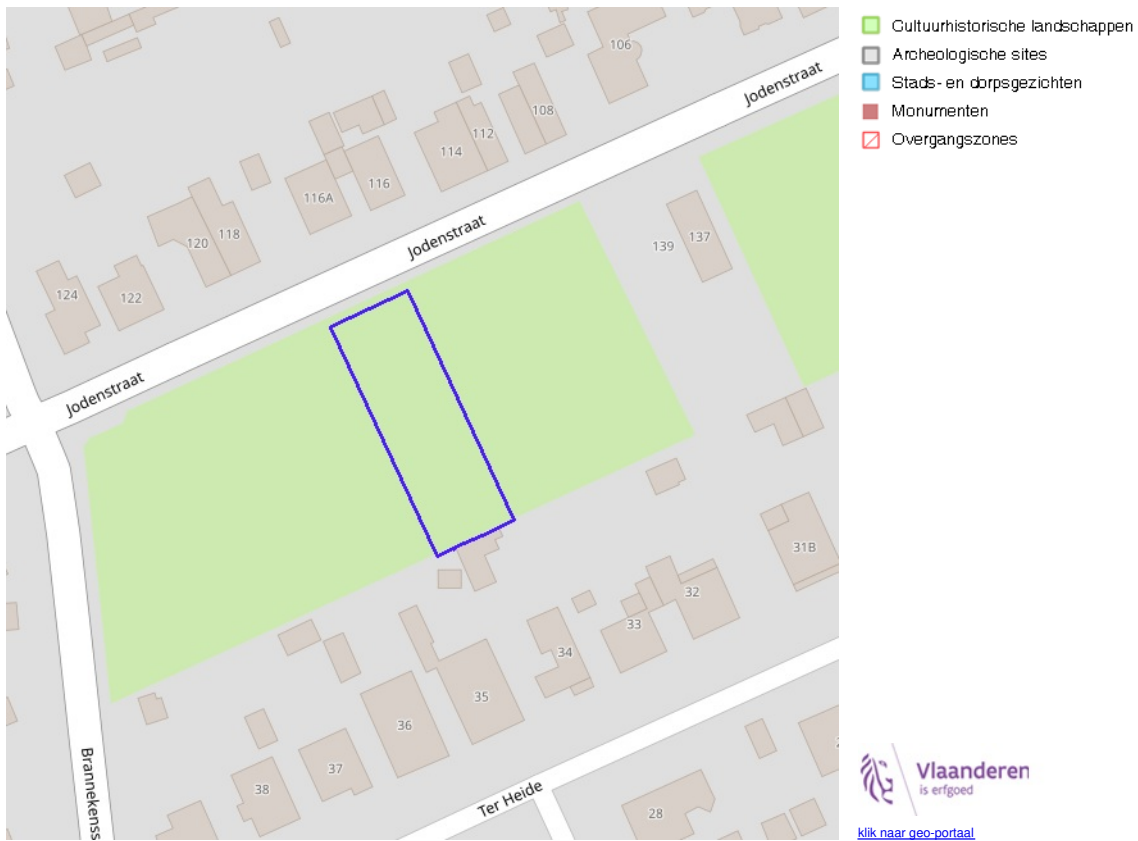 106
Jodenstraat
108
112
114
116
116A
Jodenstraat
118
120
139
137
124
122
Jodenstraat
31B
32
33
34
35
36
37
38
Brannekenss
Ter Heide
28
Cultuurhistorische landschappen
Archeologische sites
Stads- en dorpsgezichten
Monumenten
Overgangszones
Vlaanderen
is erfgoed
klik naar geo-portaal